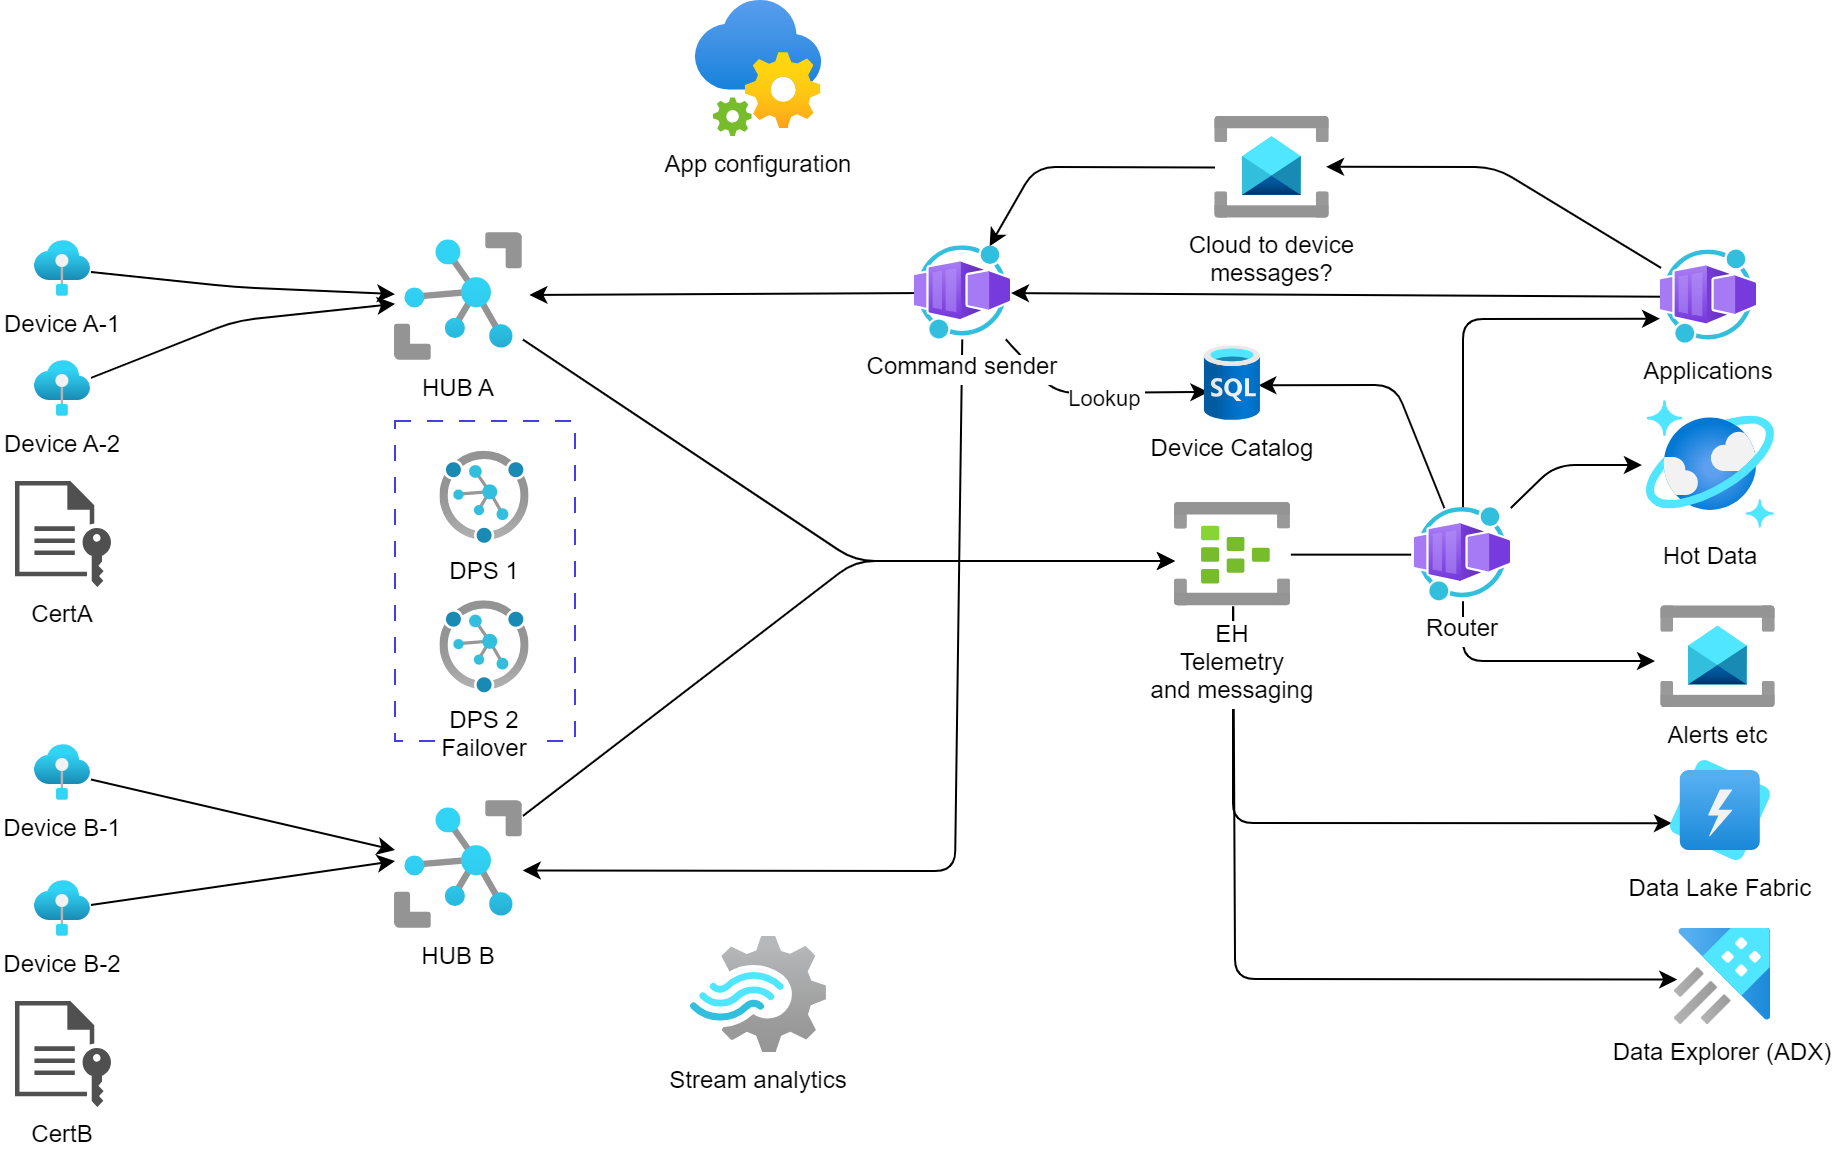 App configuration
Cloud to device
messages?
Device A-1
HUB A
Command sender
Applications
Device A-2
Lookup
SQL
Device Catalog
CertA
DPS 1
Hot Data
EH
Telemetry
and messaging
Router
DPS 2
Failover
Alerts etc
Device B-1
Data Lake Fabric
Device B-2
HUB B
Stream analytics
Data Explorer (ADX)
CertB